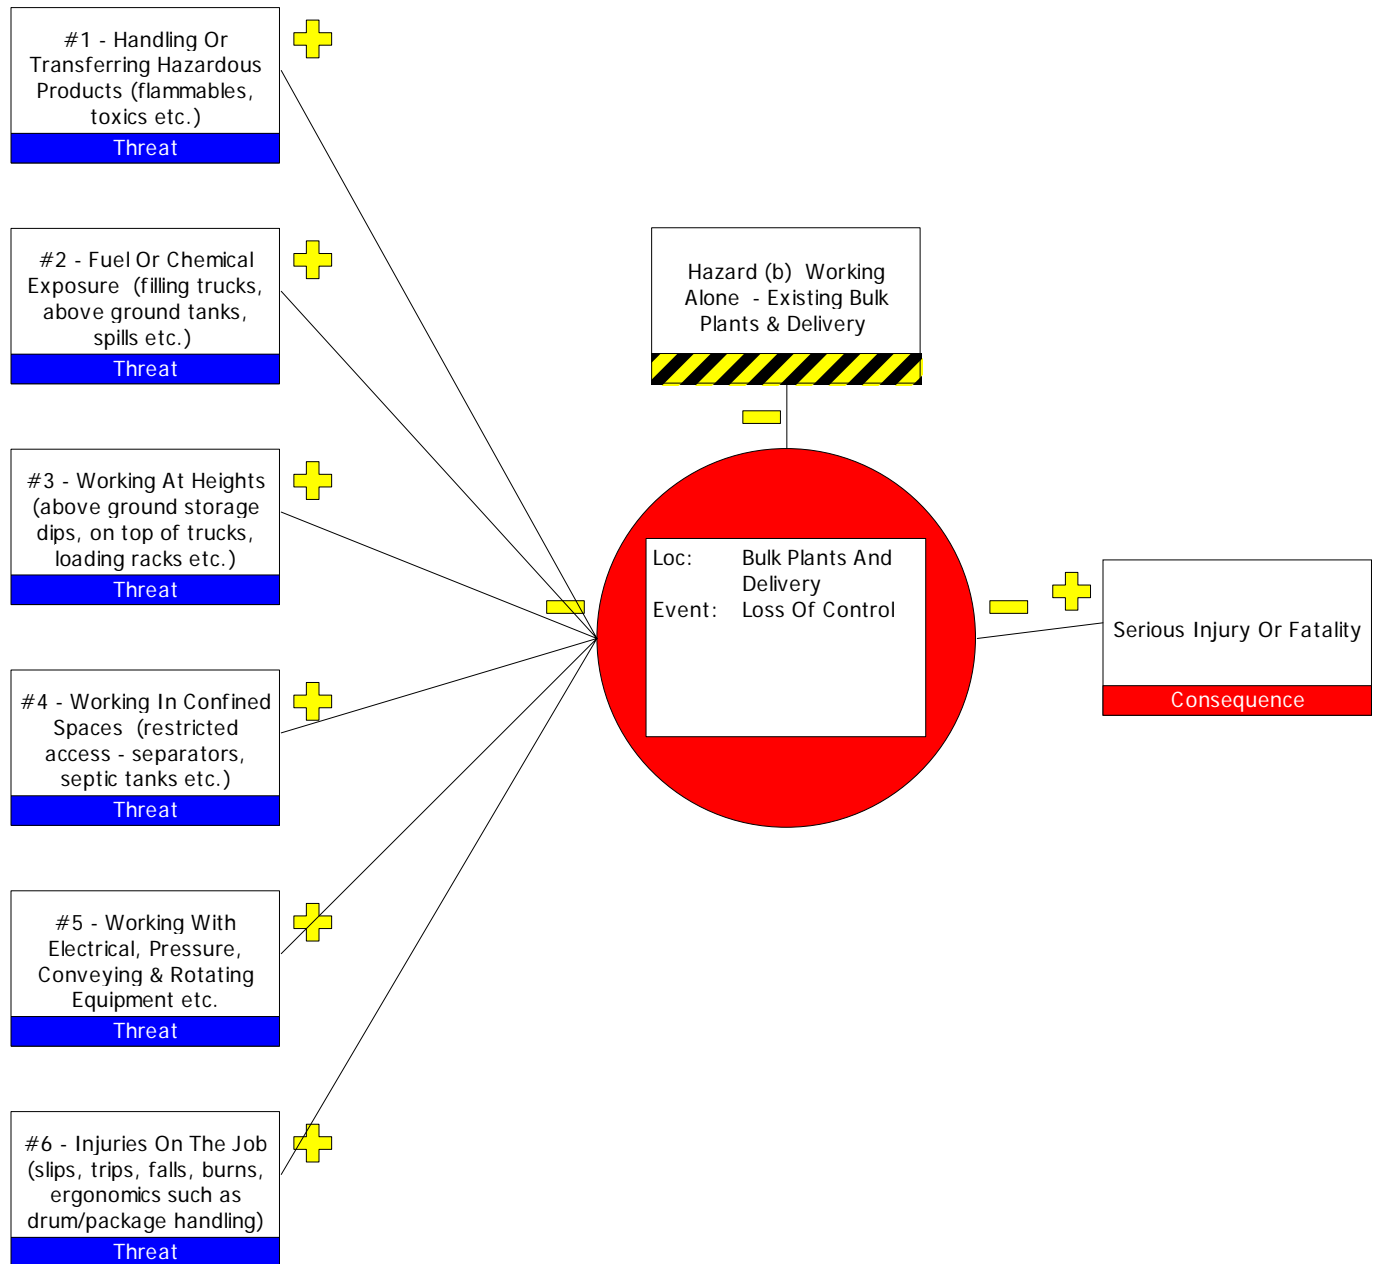 #1 - Handling Or
Transferring Hazardous
Products (flammables,
toxics etc.)
Threat
#2 - Fuel Or Chemical
Exposure (filling trucks,
above ground tanks,
spills etc.)
Threat
#3 - Working At Heights
(above ground storage
dips, on top of trucks,
loading racks etc.)
Threat
#4 - Working In Confined
Spaces (restricted
access - separators,
septic tanks etc.)
Threat
#5 - Working With
Electrical, Pressure,
Conveying & Rotating
Equipment etc.
Threat
#6 - Injuries On The Job
(slips, trips, falls, burns,
ergonomics such as
drum/package handling)
Threat
Hazard (b) Working
Alone - Existing Bulk
Plants & Delivery
Loc: Bulk Plants And
Delivery
Event: Loss Of Control
Serious Injury Or Fatality
Consequence